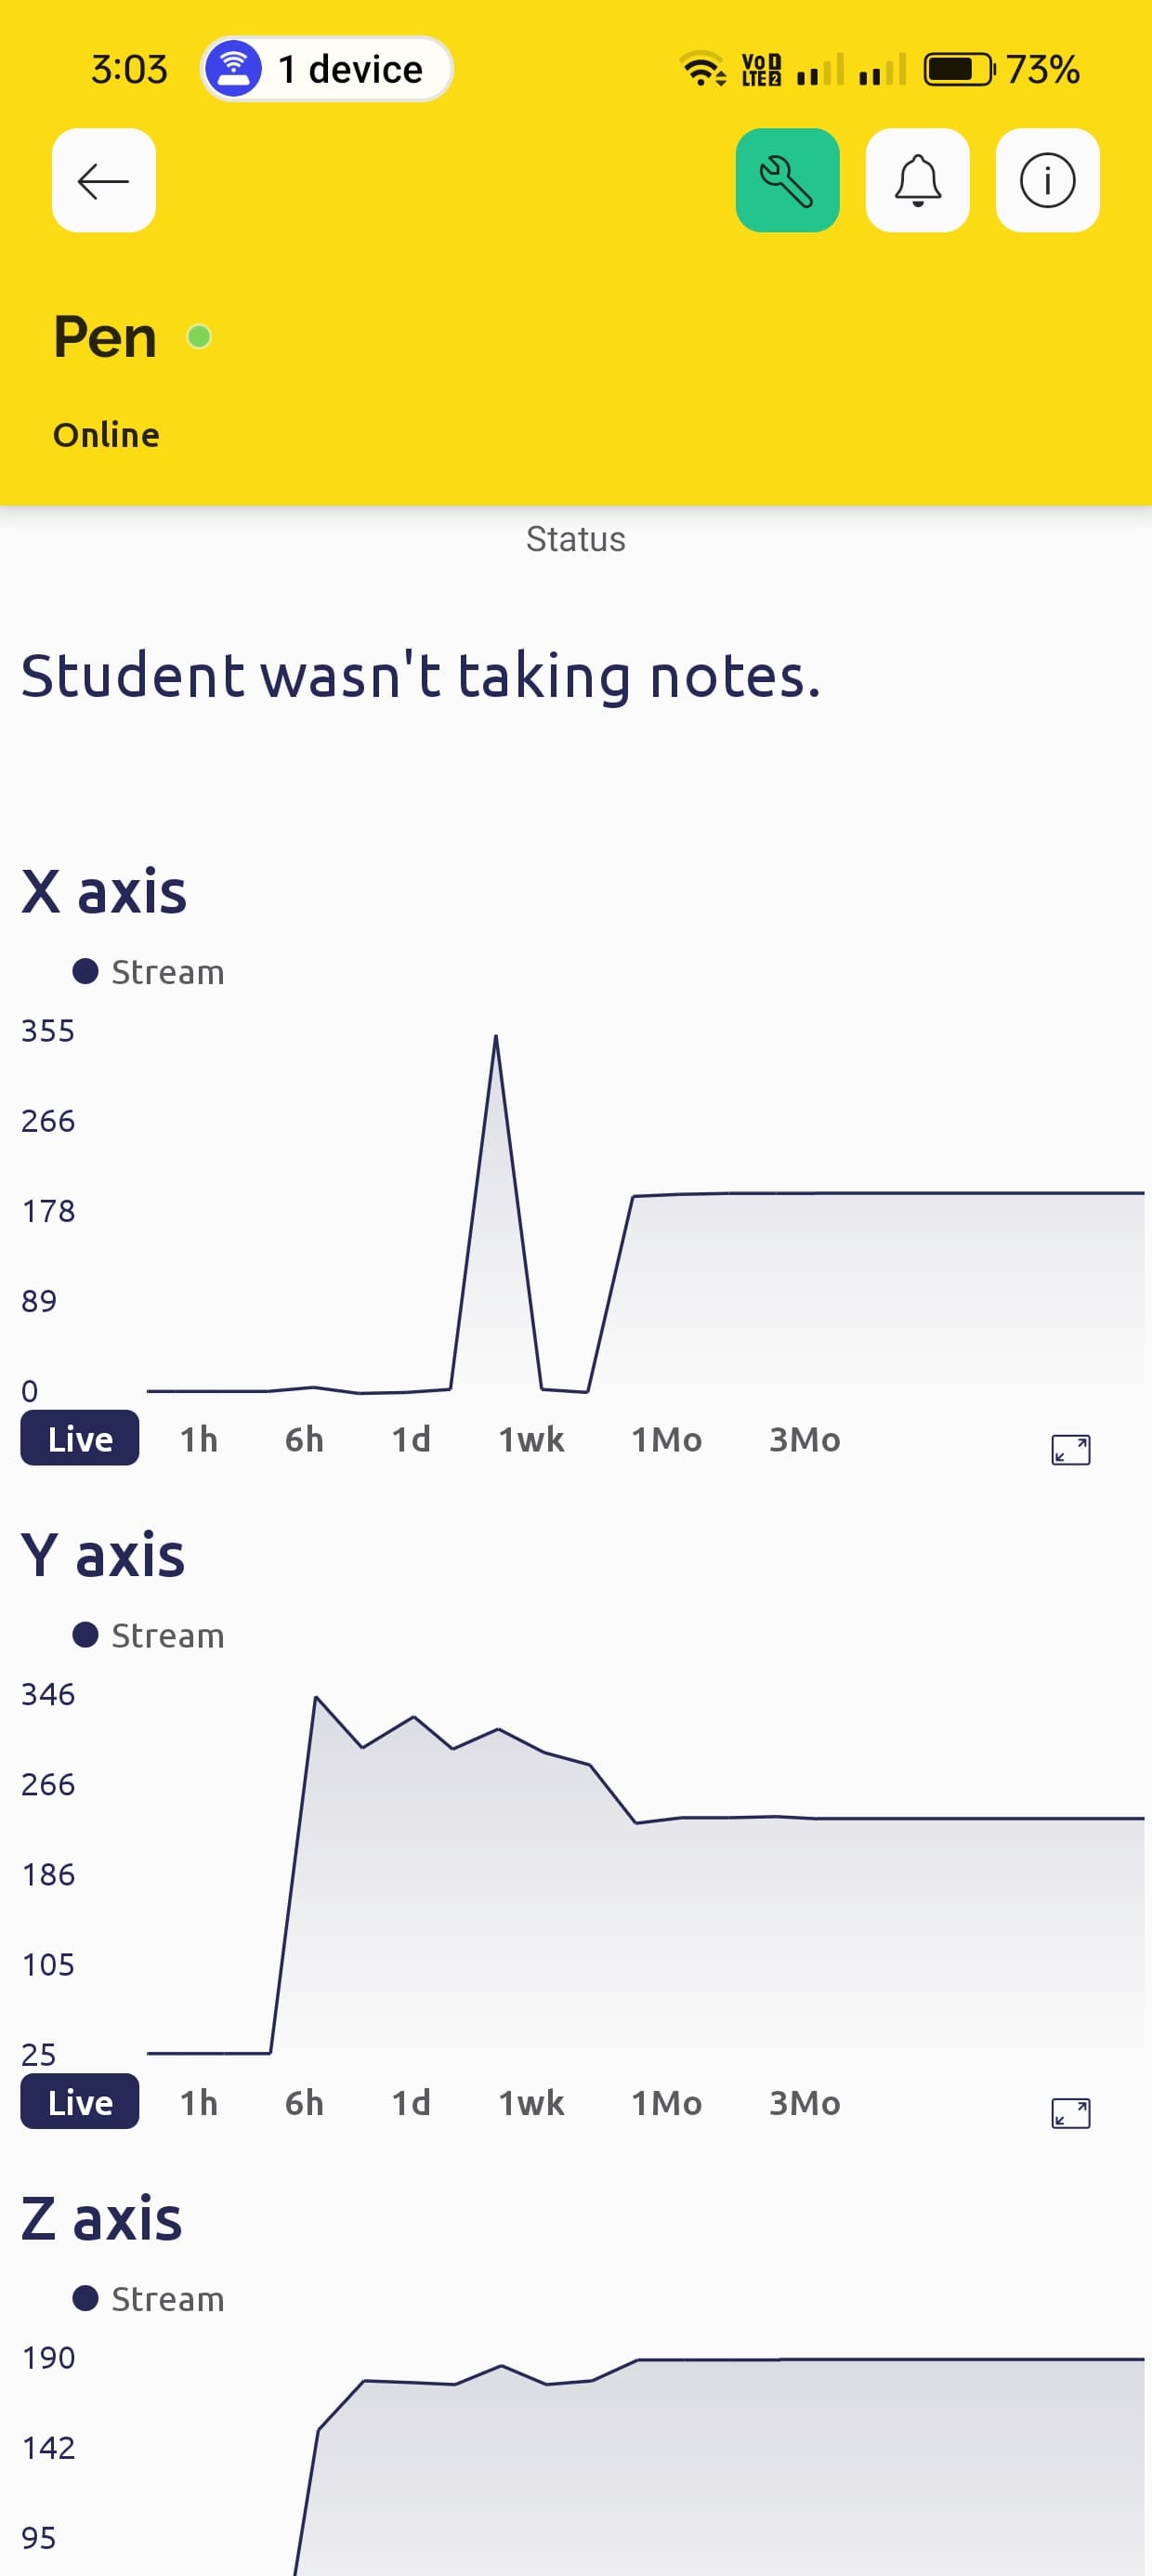 3:03 1 device VoD LTE2 73%
Pen
Online
Status
Student wasn't taking notes.
X axis
Stream
355
266
178
89
0
Live 1h 6h 1d 1wk 1Mo 3Mo
Y axis
Stream
346
266
186
105
25
Live 1h 6h 1d 1wk 1Mo 3Mo
Z axis
Stream
190
142
95